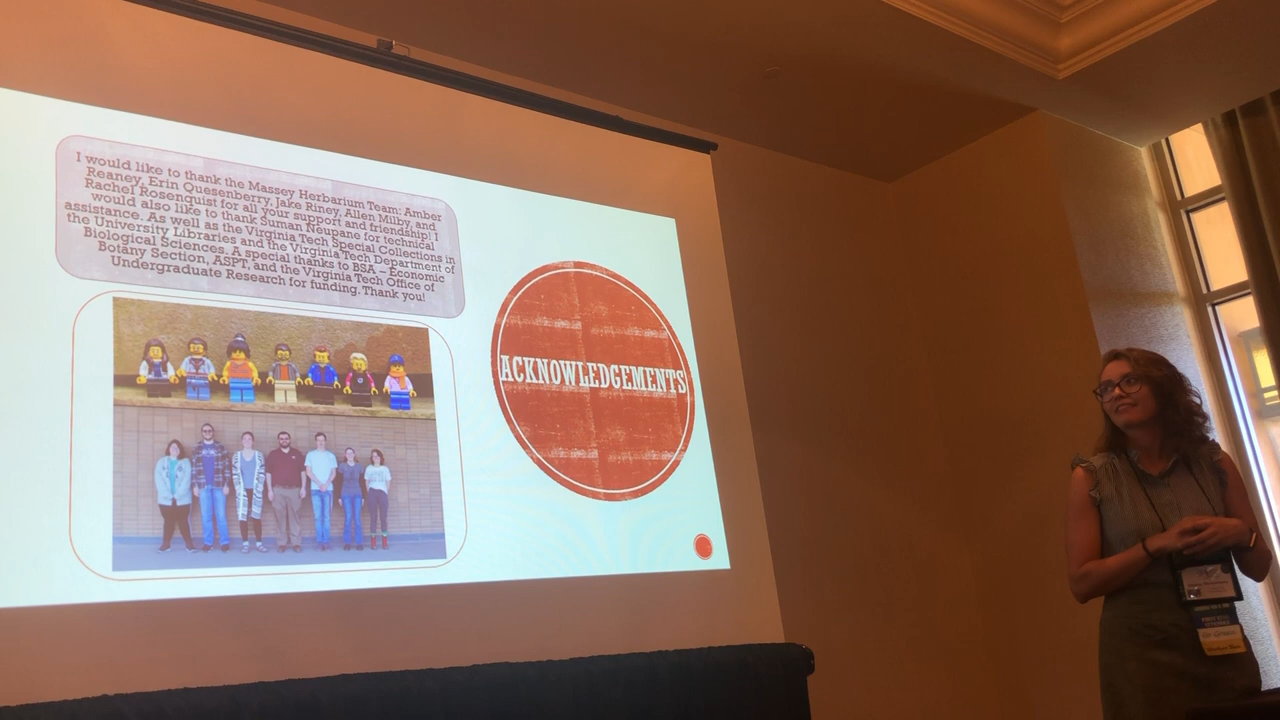 I would like to thank the Massey Herbarium Team: Amber
Reaney, Erin Quesenberry, Jake Riney, Allen Milby, and
Rachel Rosenquist for all your support and friendship! I
would also like to thank Suman Neupane for technical
assistance. As well as the Virginia Tech Special Collections in
the University Libraries and the Virginia Tech Department of
Biological Sciences. A special thanks to BSA – Economic
Botany Section, ASPT, and the Virginia Tech Office of
Undergraduate Research for funding. Thank you!
ACKNOWLEDGEMENTS